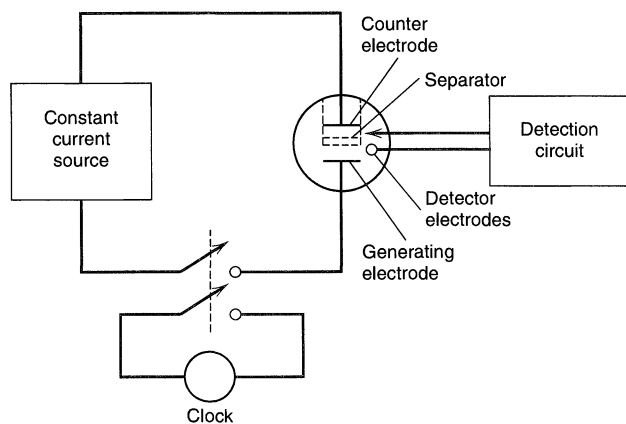 Counter
electrode
Separator
Constant
current
source
Detection
circuit
Detector
electrodes
Generating
electrode
Clock